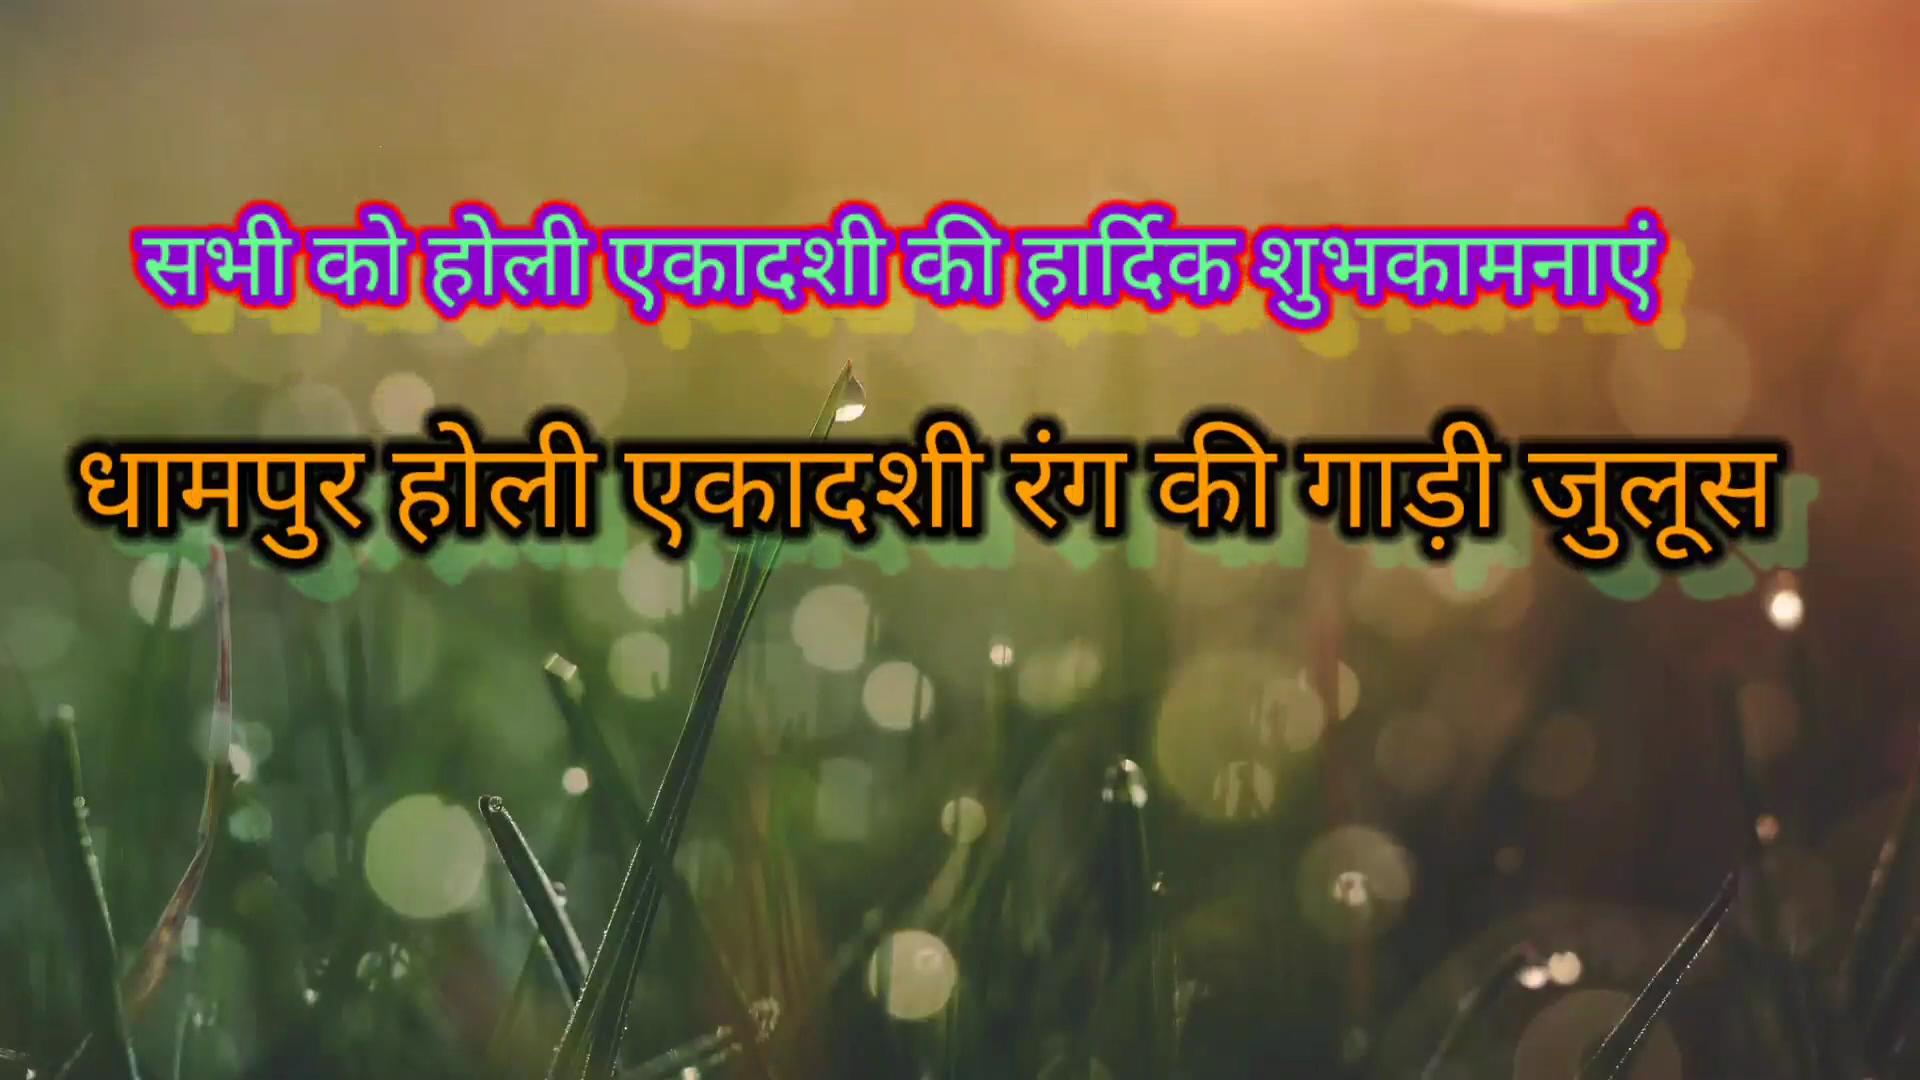 सभी को होली एकादशी की हार्दिक शुभकामनाएं
धामपुर होली एकादशी रंग की गाड़ी जुलूस